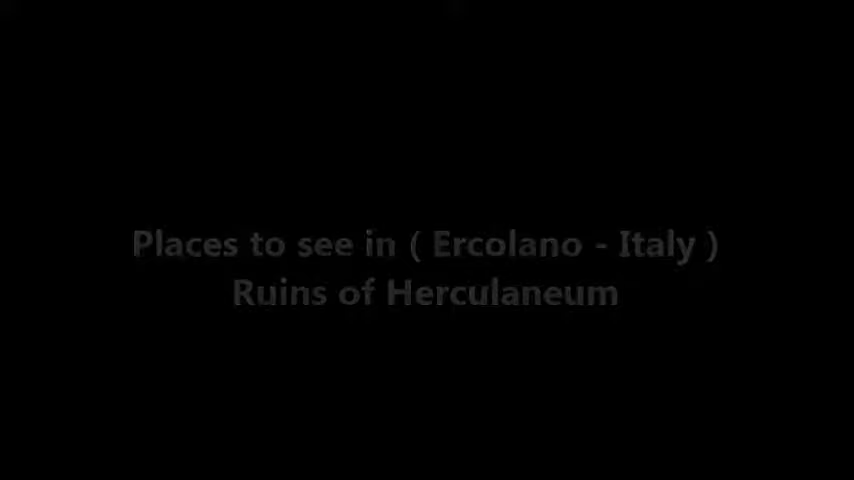 Places to see in ( Ercolano - Italy )
Ruins of Herculaneum